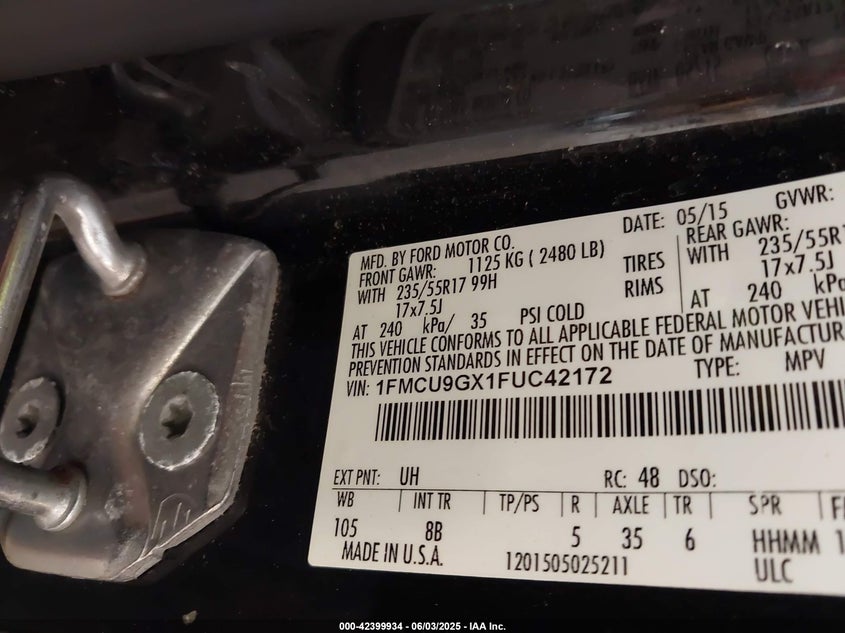 MFD. BY FORD MOTOR CO.
DATE: 05/15
GVWR:
FRONT GAWR: 1125 KG ( 2480 LB)
REAR GAWR:
WITH 235/55R17 99H
TIRES
WITH 235/55R17
17x7.5J
RIMS
17x7.5J
AT 240 kPa/ 35 PSI COLD
AT 240 kPa
THIS VEHICLE CONFORMS TO ALL APPLICABLE FEDERAL MOTOR VEHI
PREVENTION STANDARDS IN EFFECT ON THE DATE OF MANUFACTUR
VIN: 1FMCU9GX1FUC42172
TYPE: MPV
EXT PNT: UH
RC: 48 DSO:
WB INT TR TP/PS R AXLE TR SPR
105 8B 5 35 6 HHMM
MADE IN U.S.A.
1201505025211
ULC
000-42399934 - 06/03/2025 - IAA Inc.